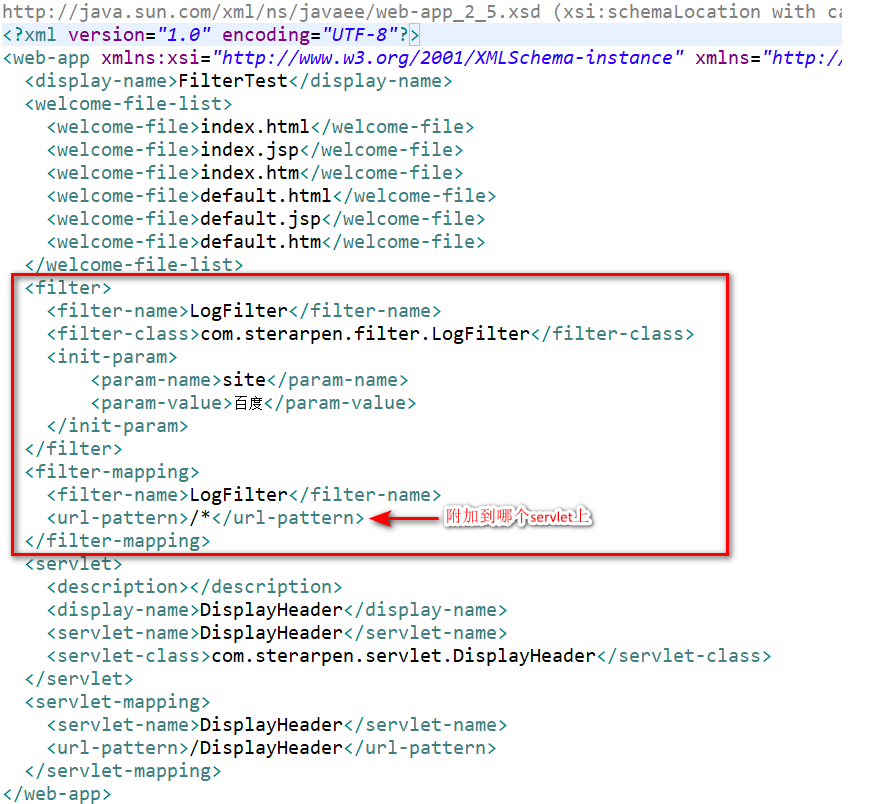 http://java.sun.com/xml/ns/javaee/web-app_2_5.xsd (xsi:schemaLocation with ca
<?xml version="1.0" encoding="UTF-8"?>
<web-app xmlns:xsi="http://www.w3.org/2001/XMLSchema-instance" xmlns="http:/
<display-name>FilterTest</display-name>
<welcome-file-list>
<welcome-file>index.html</welcome-file>
<welcome-file>index.jsp</welcome-file>
<welcome-file>index.htm</welcome-file>
<welcome-file>default.html</welcome-file>
<welcome-file>default.jsp</welcome-file>
<welcome-file>default.htm</welcome-file>
</welcome-file-list>
<filter>
<filter-name>LogFilter</filter-name>
<filter-class>com.sterarpen.filter.LogFilter</filter-class>
<init-param>
<param-name>site</param-name>
<param-value>百度</param-value>
</init-param>
</filter>
<filter-mapping>
<filter-name>LogFilter</filter-name>
<url-pattern>/*</url-pattern> 附加到哪个servlet上
</filter-mapping>
<servlet>
<description></description>
<display-name>DisplayHeader</display-name>
<servlet-name>DisplayHeader</servlet-name>
<servlet-class>com.sterarpen.servlet.DisplayHeader</servlet-class>
</servlet>
<servlet-mapping>
<servlet-name>DisplayHeader</servlet-name>
<url-pattern>/DisplayHeader</url-pattern>
</servlet-mapping>
</web-app>